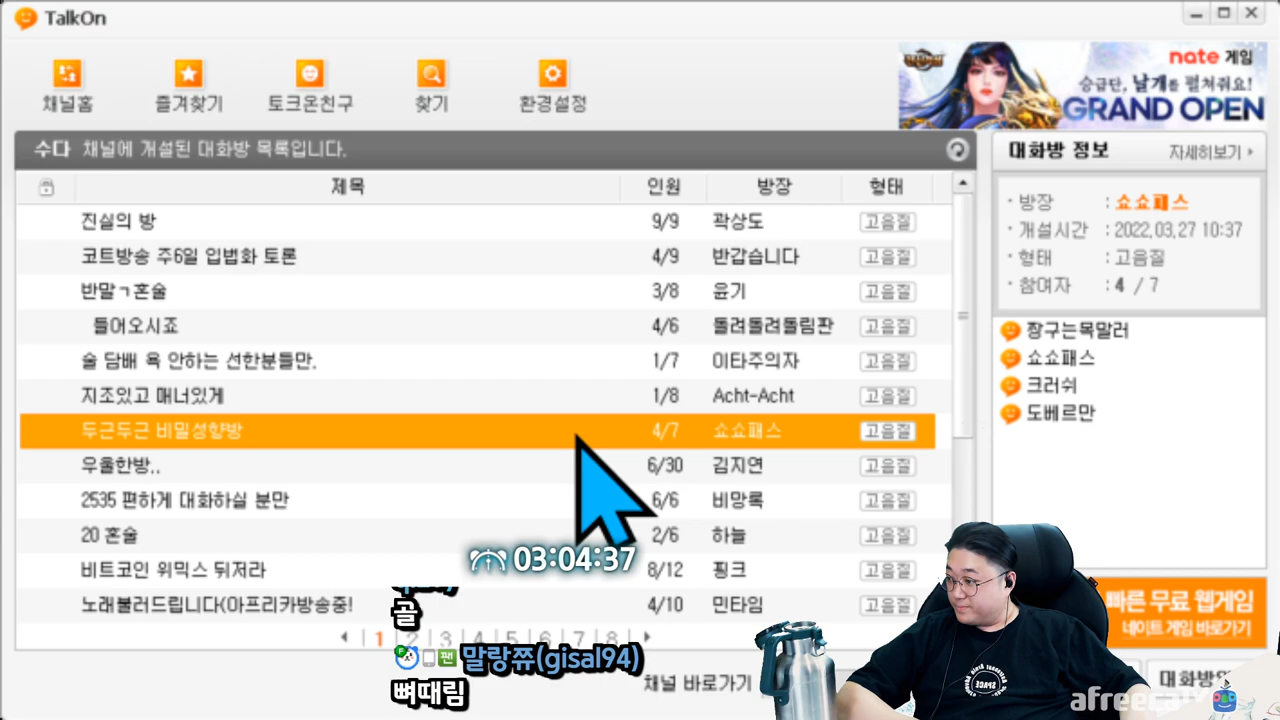 TalkOn
채널홈
즐겨찾기
토크온친구
찾기
환경설정
nate 게임
승급단, 날개를 펼쳐줘요!
GRAND OPEN
수다 채널에 개설된 대화방 목록입니다.
제목 인원 방장 형태
진실의 방 9/9 곽상도 고음질
코트방송 주6일 입법화 토론 4/9 반갑습니다 고음질
반말ㄱ혼술 3/8 윤기 고음질
들어오시죠 4/6 돌려돌려돌림판 고음질
술 담배 욕 안하는 선한분들만. 1/7 이타주의자 고음질
지조있고 매너있게 1/8 Acht-Acht 고음질
두근두근 비밀성향방 4/7 쇼쇼패스 고음질
우울한방.. 6/30 김지연 고음질
2535 편하게 대화하실 분만 6/6 비망록 고음질
20 혼술 2/6 하늘 고음질
비트코인 위믹스 뒤저라 8/12 핑크 고음질
노래불러드립니다(아프리카방송중! 4/10 민타임 고음질
1 2 3 4 5 6 7 8
채널 바로가기
대화방 정보 자세히보기
방장 : 쇼쇼패스
개설시간 : 2022.03.27 10:37
형태 : 고음질
참여자 : 4 / 7
짱구는목말러
쇼쇼패스
크러쉬
도베르만
빠른 무료 웹게임
네이트 게임 바로가기
03:04:37
골
팬 말랑쮸(gisal94)
뼈때림
SPACE